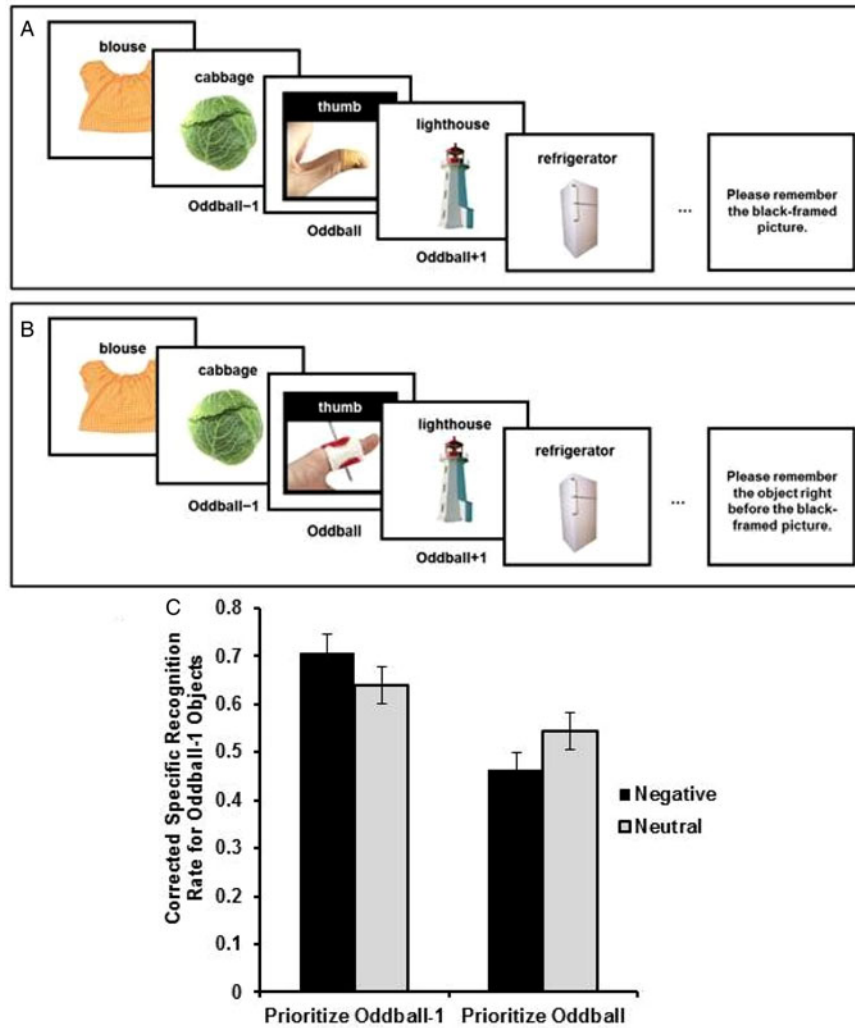 A
blouse
cabbage
Oddball−1
thumb
Oddball
lighthouse
Oddball+1
refrigerator
...
Please remember
the black-framed
picture.
B
blouse
cabbage
Oddball−1
thumb
Oddball
lighthouse
Oddball+1
refrigerator
...
Please remember
the object right
before the black-
framed picture.
C
Corrected Specific Recognition
Rate for Oddball-1 Objects
0.8
0.7
0.6
0.5
0.4
0.3
0.2
0.1
0
Prioritize Oddball-1
Prioritize Oddball
Negative
Neutral